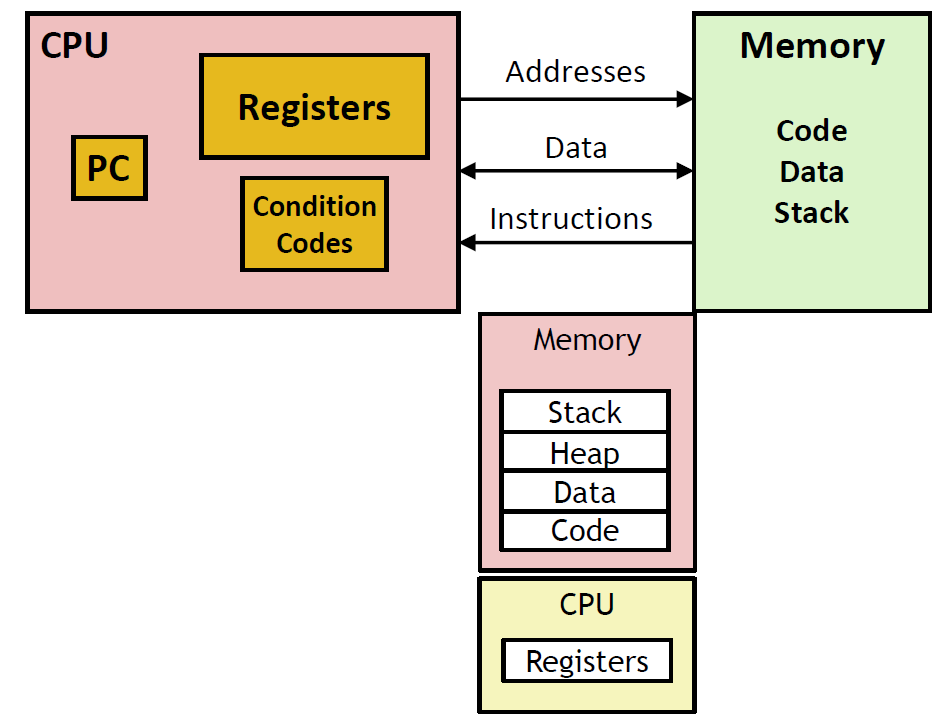 CPU
Registers
PC
Condition
Codes
Addresses
Data
Instructions
Memory
Code
Data
Stack
Memory
Stack
Heap
Data
Code
CPU
Registers